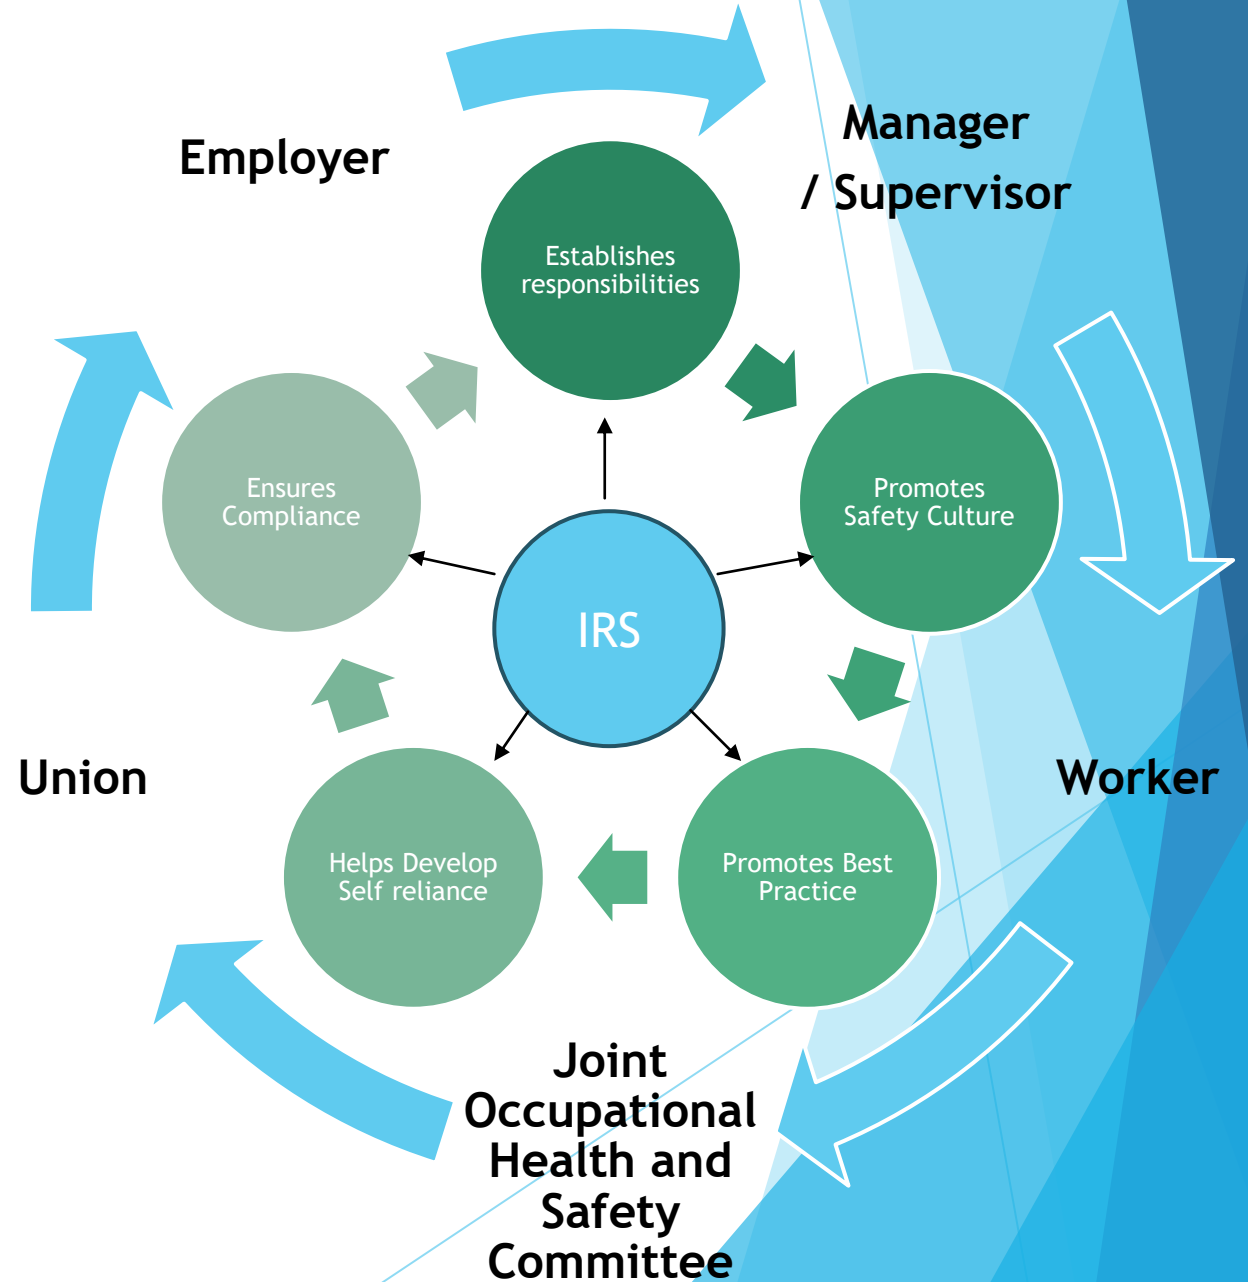 Employer
Manager
/ Supervisor
Establishes
responsibilities
Ensures
Compliance
Promotes
Safety Culture
IRS
Union
Worker
Helps Develop
Self reliance
Promotes Best
Practice
Joint
Occupational
Health and
Safety
Committee